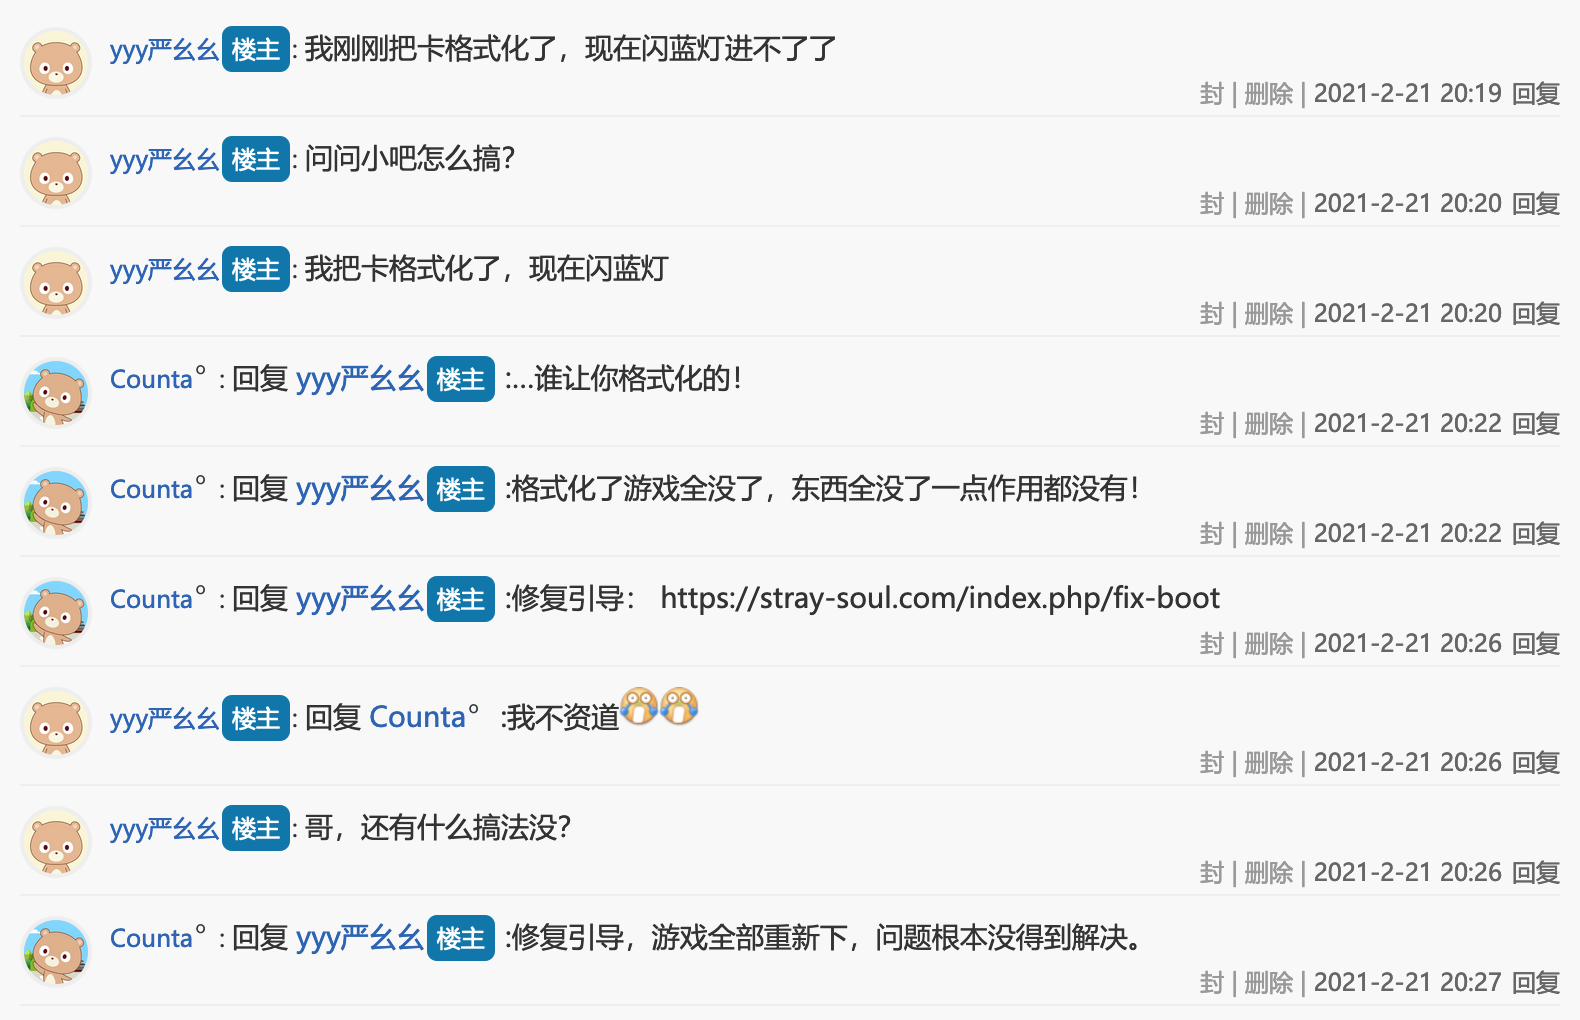 yyy严幺幺 楼主 : 我刚刚把卡格式化了，现在闪蓝灯进不了了
封 | 删除 | 2021-2-21 20:19 回复
yyy严幺幺 楼主 : 问问小吧怎么搞？
封 | 删除 | 2021-2-21 20:20 回复
yyy严幺幺 楼主 : 我把卡格式化了，现在闪蓝灯
封 | 删除 | 2021-2-21 20:20 回复
Counta° : 回复 yyy严幺幺 楼主 :...谁让你格式化的！
封 | 删除 | 2021-2-21 20:22 回复
Counta° : 回复 yyy严幺幺 楼主 :格式化了游戏全没了，东西全没了一点作用都没有！
封 | 删除 | 2021-2-21 20:22 回复
Counta° : 回复 yyy严幺幺 楼主 :修复引导： https://stray-soul.com/index.php/fix-boot
封 | 删除 | 2021-2-21 20:26 回复
yyy严幺幺 楼主 : 回复 Counta° :我不资道
封 | 删除 | 2021-2-21 20:26 回复
yyy严幺幺 楼主 : 哥，还有什么搞法没？
封 | 删除 | 2021-2-21 20:26 回复
Counta° : 回复 yyy严幺幺 楼主 :修复引导，游戏全部重新下，问题根本没得到解决。
封 | 删除 | 2021-2-21 20:27 回复